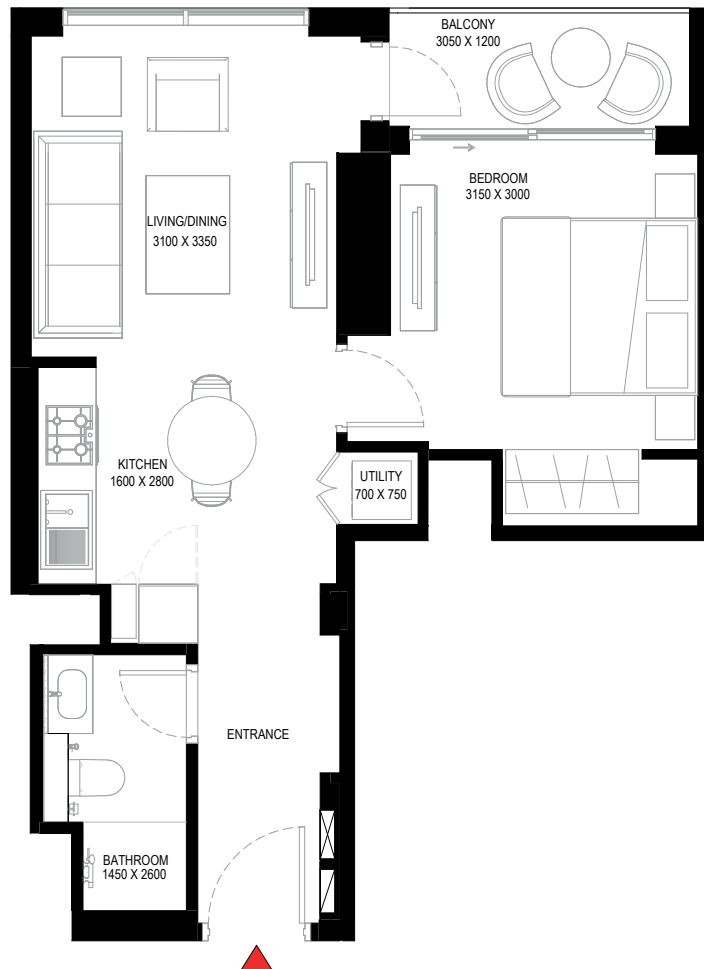 BALCONY
3050 X 1200
BEDROOM
3150 X 3000
LIVING/DINING
3100 X 3350
KITCHEN
1600 X 2800
UTILITY
700 X 750
ENTRANCE
BATHROOM
1450 X 2600